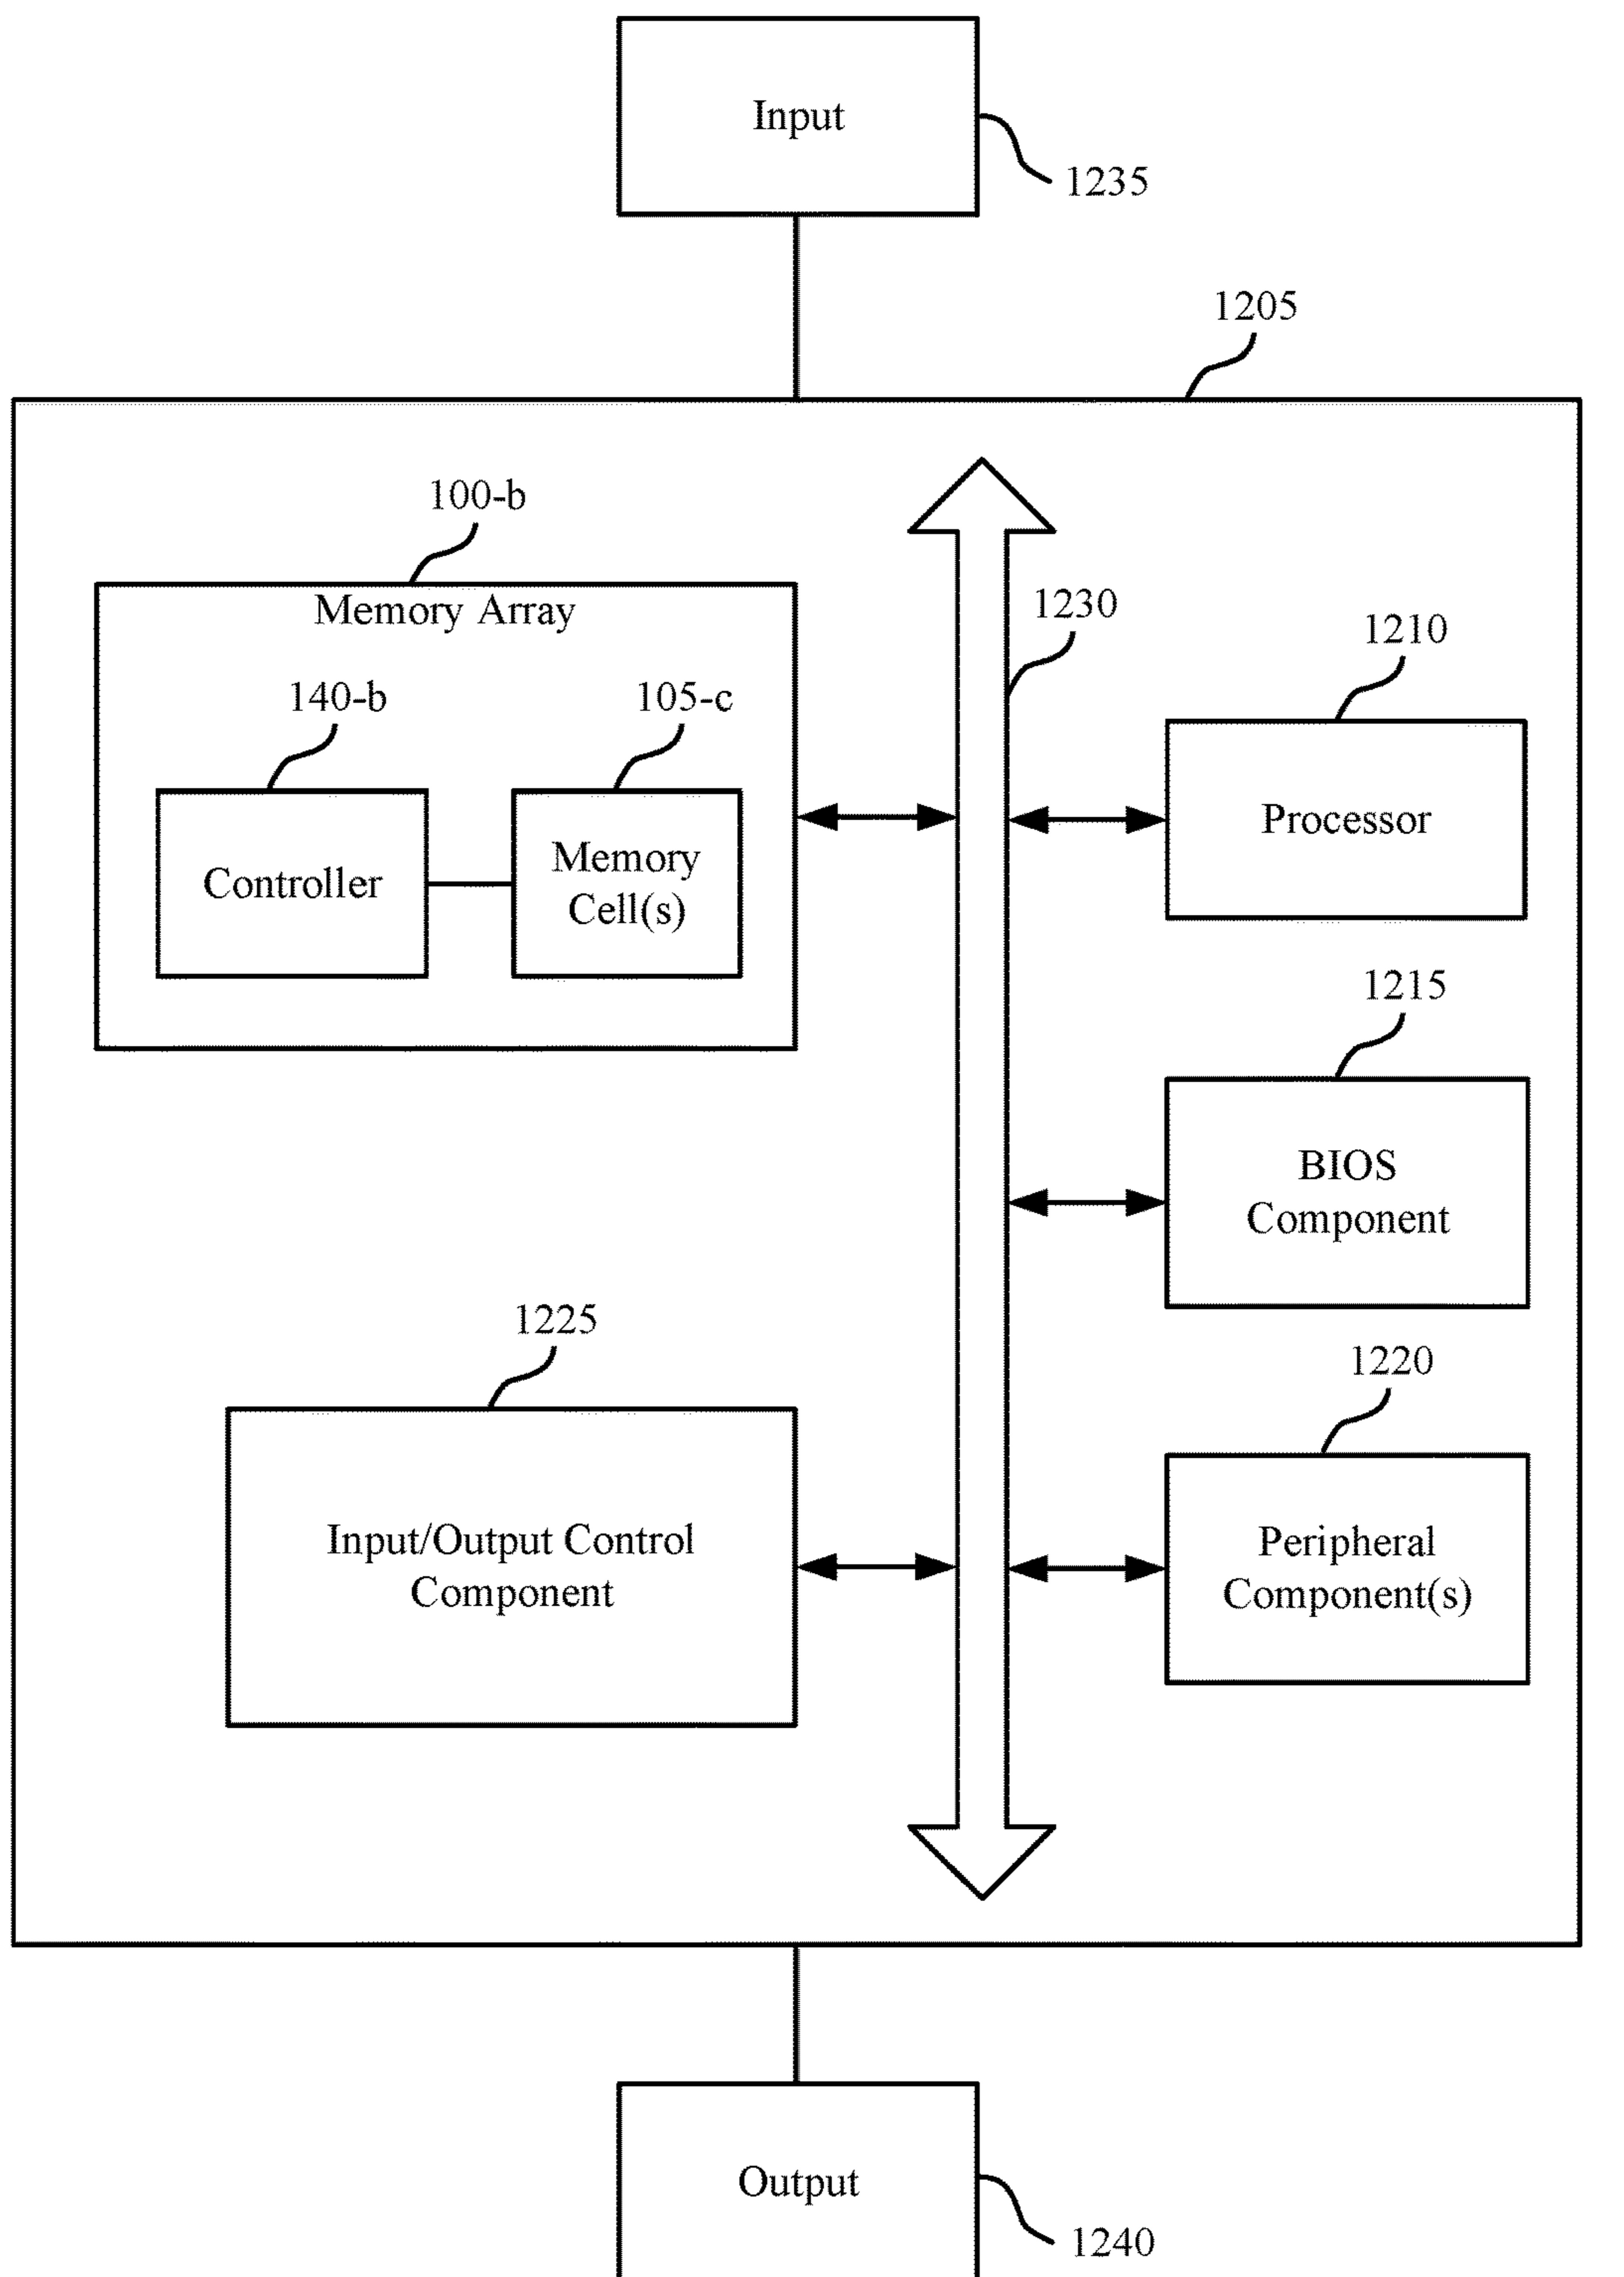 Input
1235
1205
100-b
Memory Array
1230
1210
140-b
105-c
Processor
Controller
Memory
Cell(s)
1215
BIOS
Component
1225
1220
Input/Output Control
Component
Peripheral
Component(s)
Output
1240